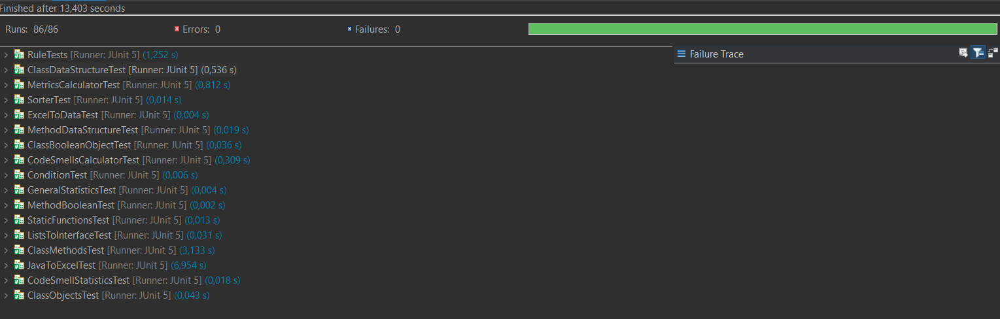 Finished after 13,403 seconds
Runs: 86/86 Errors: 0 Failures: 0
RuleTests [Runner: JUnit 5] (1,252 s)
Failure Trace
ClassDataStructureTest [Runner: JUnit 5] (0,536 s)
MetricsCalculatorTest [Runner: JUnit 5] (0,812 s)
SorterTest [Runner: JUnit 5] (0,014 s)
ExcelToDataTest [Runner: JUnit 5] (0,004 s)
MethodDataStructureTest [Runner: JUnit 5] (0,019 s)
ClassBooleanObjectTest [Runner: JUnit 5] (0,036 s)
CodeSmellsCalculatorTest [Runner: JUnit 5] (0,309 s)
ConditionTest [Runner: JUnit 5] (0,006 s)
GeneralStatisticsTest [Runner: JUnit 5] (0,004 s)
MethodBooleanTest [Runner: JUnit 5] (0,002 s)
StaticFunctionsTest [Runner: JUnit 5] (0,013 s)
ListsToInterfaceTest [Runner: JUnit 5] (0,031 s)
ClassMethodsTest [Runner: JUnit 5] (3,133 s)
JavaToExcelTest [Runner: JUnit 5] (6,954 s)
CodeSmellStatisticsTest [Runner: JUnit 5] (0,018 s)
ClassObjectsTest [Runner: JUnit 5] (0,043 s)